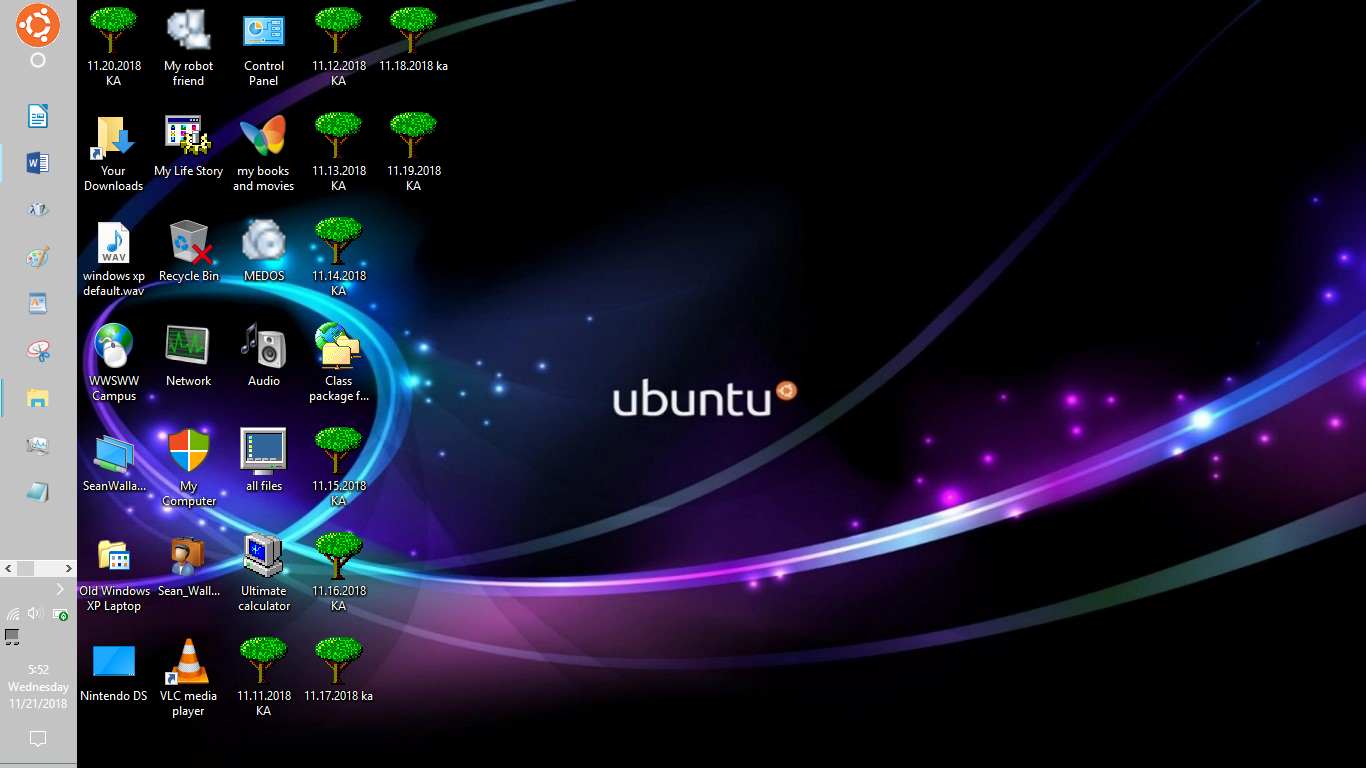 11.20.2018
KA
My robot
friend
Control
Panel
11.12.2018
KA
11.18.2018 ka
Your
Downloads
My Life Story
my books
and movies
11.13.2018
KA
11.19.2018
KA
WAV
windows xp
default.wav
Recycle Bin
MEDOS
11.14.2018
KA
WWSWW
Campus
Network
Audio
Class
package f...
SeanWalla...
My
Computer
all files
11.15.2018
KA
Old Windows
XP Laptop
Sean_Wall...
Ultimate
calculator
11.16.2018
KA
Nintendo DS
VLC media
player
11.11.2018
KA
11.17.2018 ka
ubuntu
5:52
Wednesday
11/21/2018